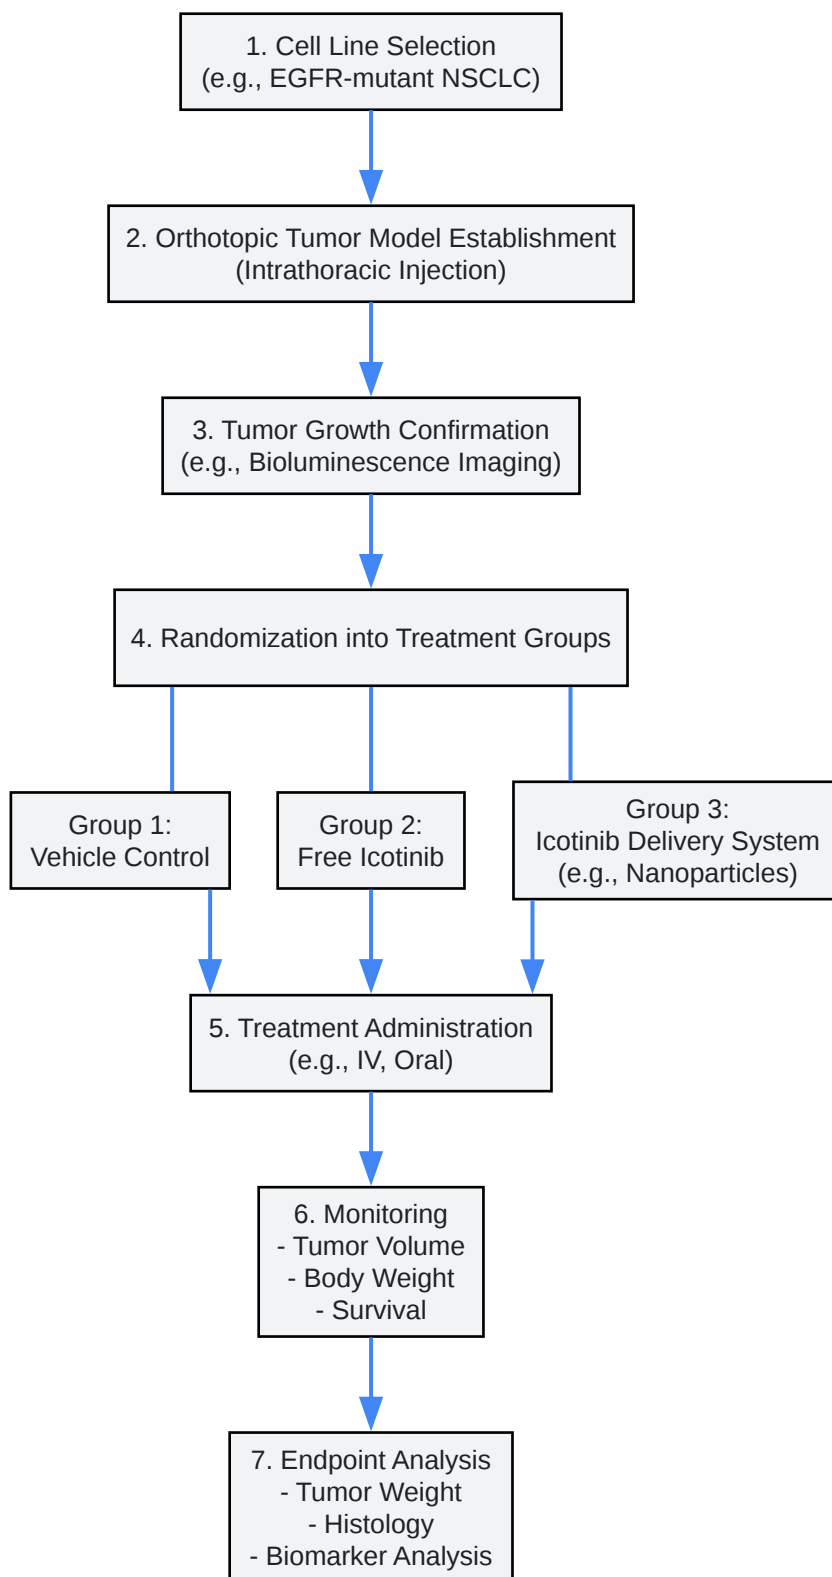 1. Cell Line Selection
(e.g., EGFR-mutant NSCLC)
2. Orthotopic Tumor Model Establishment
(Intrathoracic Injection)
3. Tumor Growth Confirmation
(e.g., Bioluminescence Imaging)
4. Randomization into Treatment Groups
Group 1:
Vehicle Control
Group 2:
Free Icotinib
Group 3:
Icotinib Delivery System
(e.g., Nanoparticles)
5. Treatment Administration
(e.g., IV, Oral)
6. Monitoring
- Tumor Volume
- Body Weight
- Survival
7. Endpoint Analysis
- Tumor Weight
- Histology
- Biomarker Analysis